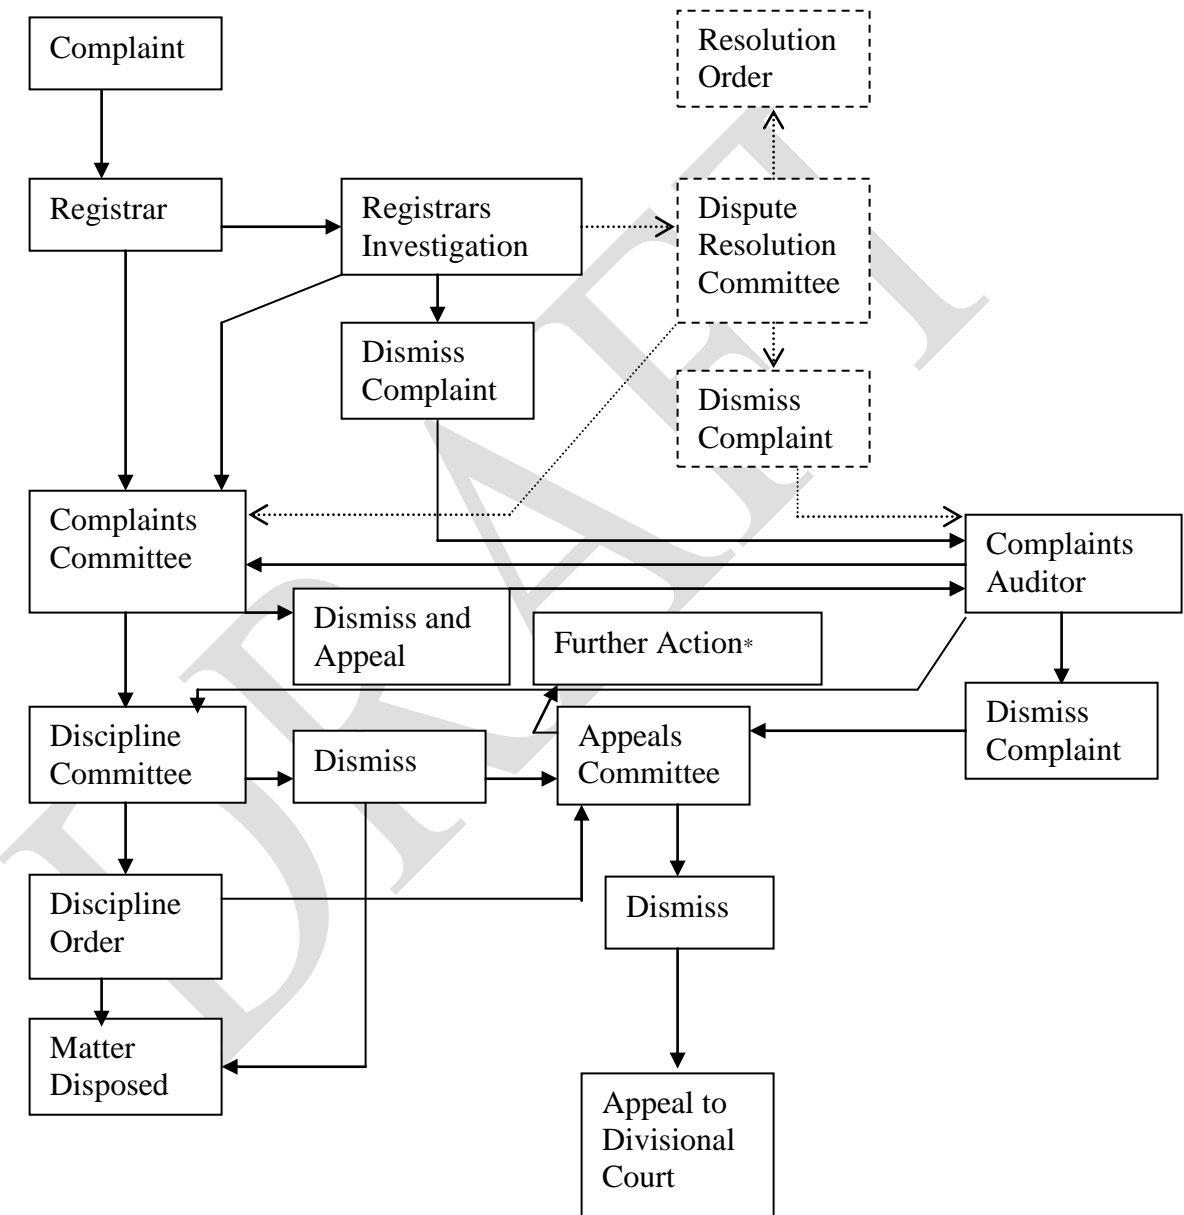 Complaint
Resolution
Order
Registrar
Registrars
Investigation
Dispute
Resolution
Committee
Dismiss
Complaint
Dismiss
Complaint
Complaints
Committee
Complaints
Auditor
Dismiss and
Appeal
Further Action*
Discipline
Committee
Dismiss
Appeals
Committee
Dismiss
Complaint
Discipline
Order
Dismiss
Matter
Disposed
Appeal to
Divisional
Court
DRAFT